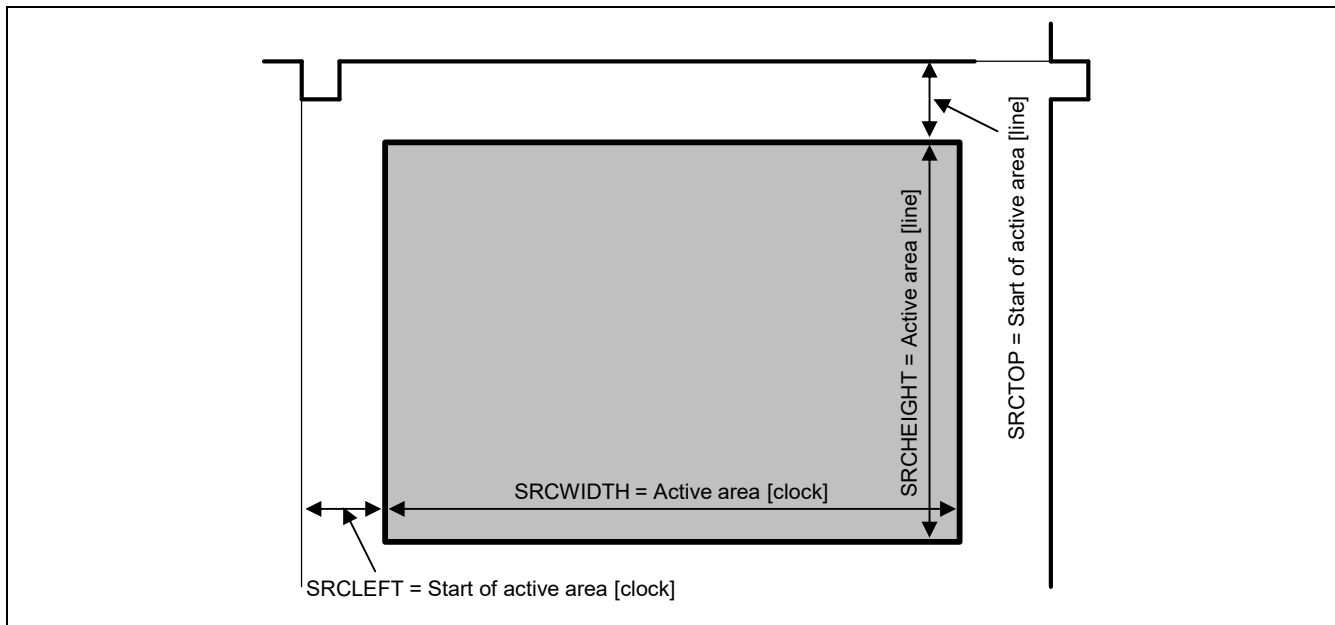 SRCTOP = Start of active area [line]
SRCHEIGHT = Active area [line]
SRCWIDTH = Active area [clock]
SRCLEFT = Start of active area [clock]